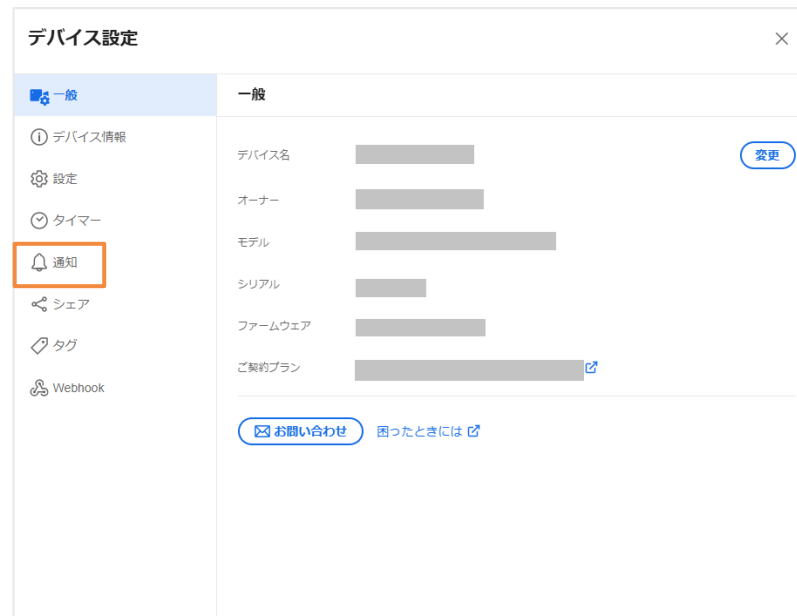 デバイス設定
一般
デバイス情報
設定
タイマー
通知
シェア
タグ
Webhook
一般
デバイス名
変更
オーナー
モデル
シリアル
ファームウェア
ご契約プラン
お問い合わせ
困ったときには